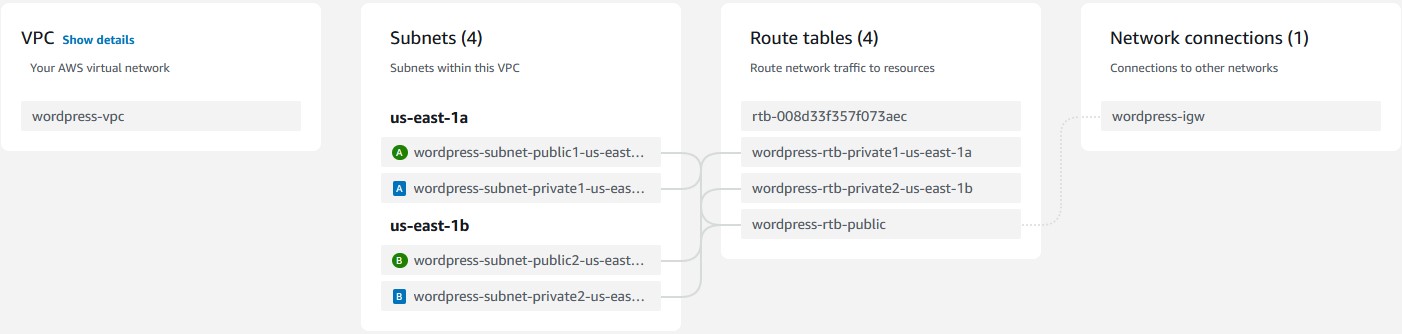 VPC Show details
Your AWS virtual network
wordpress-vpc
Subnets (4)
Subnets within this VPC
us-east-1a
A wordpress-subnet-public1-us-east…
A wordpress-subnet-private1-us-eas…
us-east-1b
B wordpress-subnet-public2-us-east…
B wordpress-subnet-private2-us-eas…
Route tables (4)
Route network traffic to resources
rtb-008d33f357f073aec
wordpress-rtb-private1-us-east-1a
wordpress-rtb-private2-us-east-1b
wordpress-rtb-public
Network connections (1)
Connections to other networks
wordpress-igw